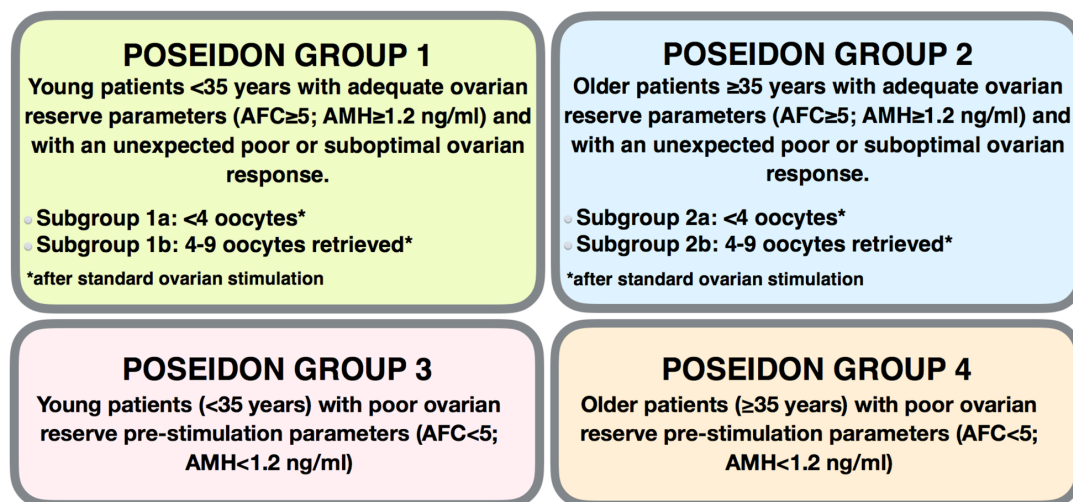 POSEIDON GROUP 1
Young patients <35 years with adequate ovarian
reserve parameters (AFC≥5; AMH≥1.2 ng/ml) and
with an unexpected poor or suboptimal ovarian
response.
Subgroup 1a: <4 oocytes*
Subgroup 1b: 4-9 oocytes retrieved*
*after standard ovarian stimulation
POSEIDON GROUP 2
Older patients ≥35 years with adequate ovarian
reserve parameters (AFC≥5; AMH≥1.2 ng/ml) and
with an unexpected poor or suboptimal ovarian
response.
Subgroup 2a: <4 oocytes*
Subgroup 2b: 4-9 oocytes retrieved*
*after standard ovarian stimulation
POSEIDON GROUP 3
Young patients (<35 years) with poor ovarian
reserve pre-stimulation parameters (AFC<5;
AMH<1.2 ng/ml)
POSEIDON GROUP 4
Older patients (≥35 years) with poor ovarian
reserve pre-stimulation parameters (AFC<5;
AMH<1.2 ng/ml)